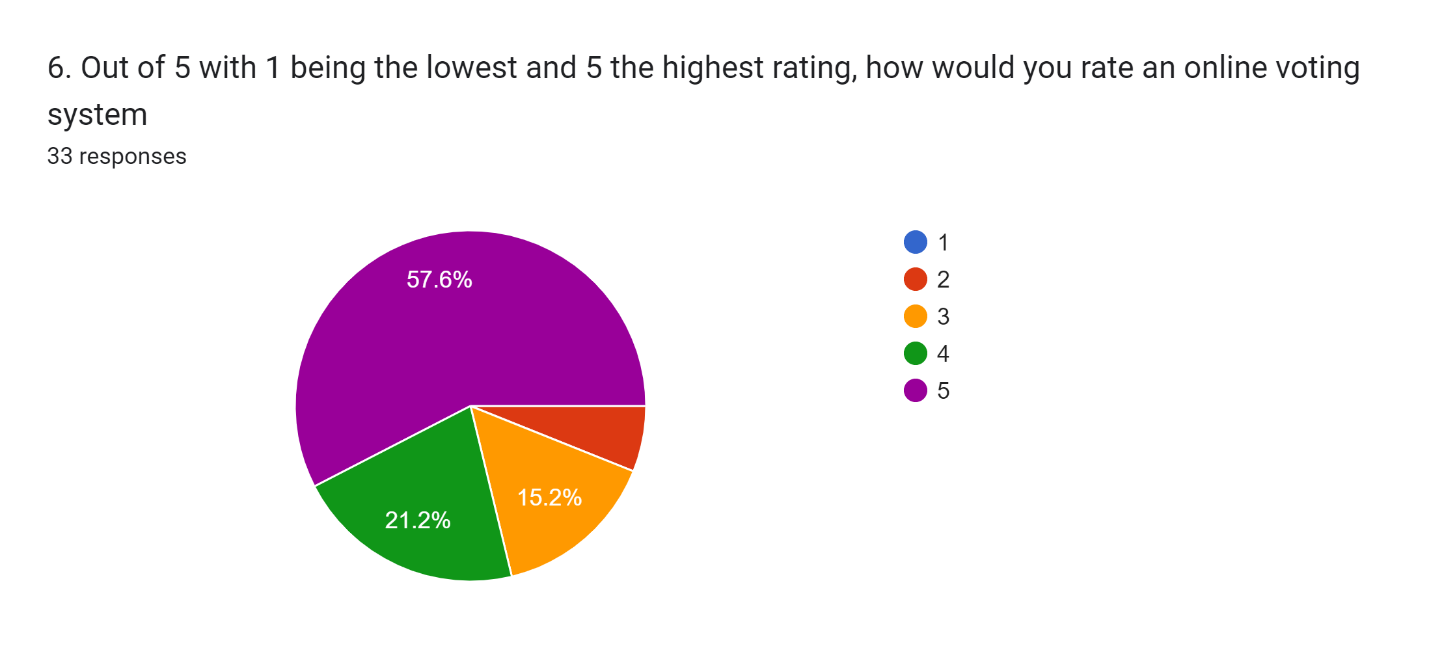 6. Out of 5 with 1 being the lowest and 5 the highest rating, how would you rate an online voting
system
33 responses
57.6%
21.2%
15.2%
1
2
3
4
5